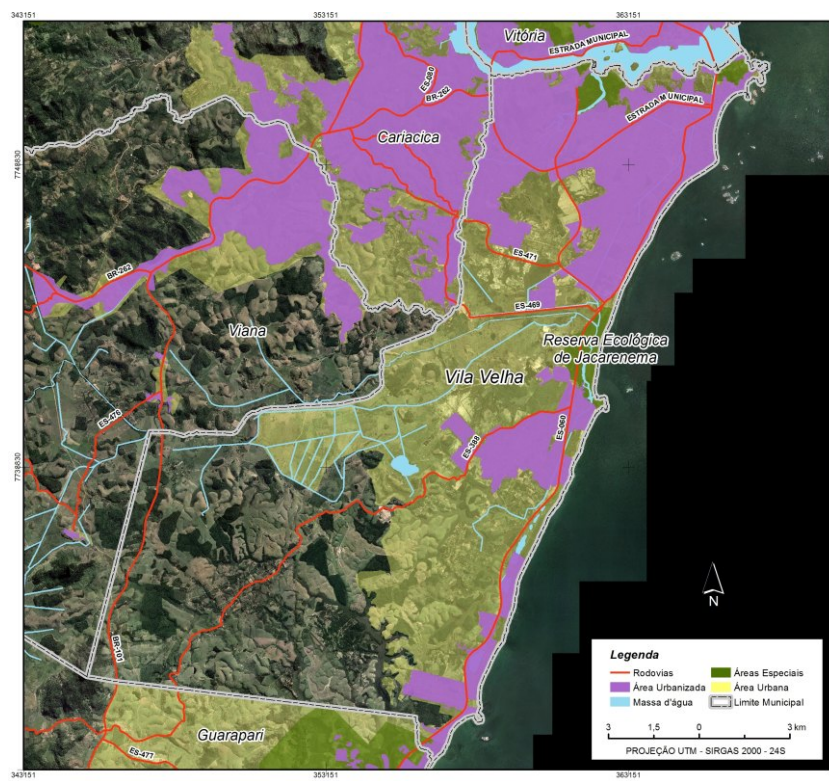 343151
353151
363151
Vitória
ESTRADA MUNICIPAL
ES-080
BR-262
ESTRADA MUNICIPAL
Cariacica
7748830
ES-471
BR-262
ES-469
Viana
Reserva Ecológica
de Jacarenema
Vila Velha
ES-476
ES-060
ES-388
7738830
N
BR-101
Guarapari
ES-477
Legenda
Rodovias
Áreas Especiais
Área Urbanizada
Área Urbana
Massa d'água
Limite Municipal
3 1,5 0 3 km
PROJEÇÃO UTM - SIRGAS 2000 - 24S
343151
353151
363151